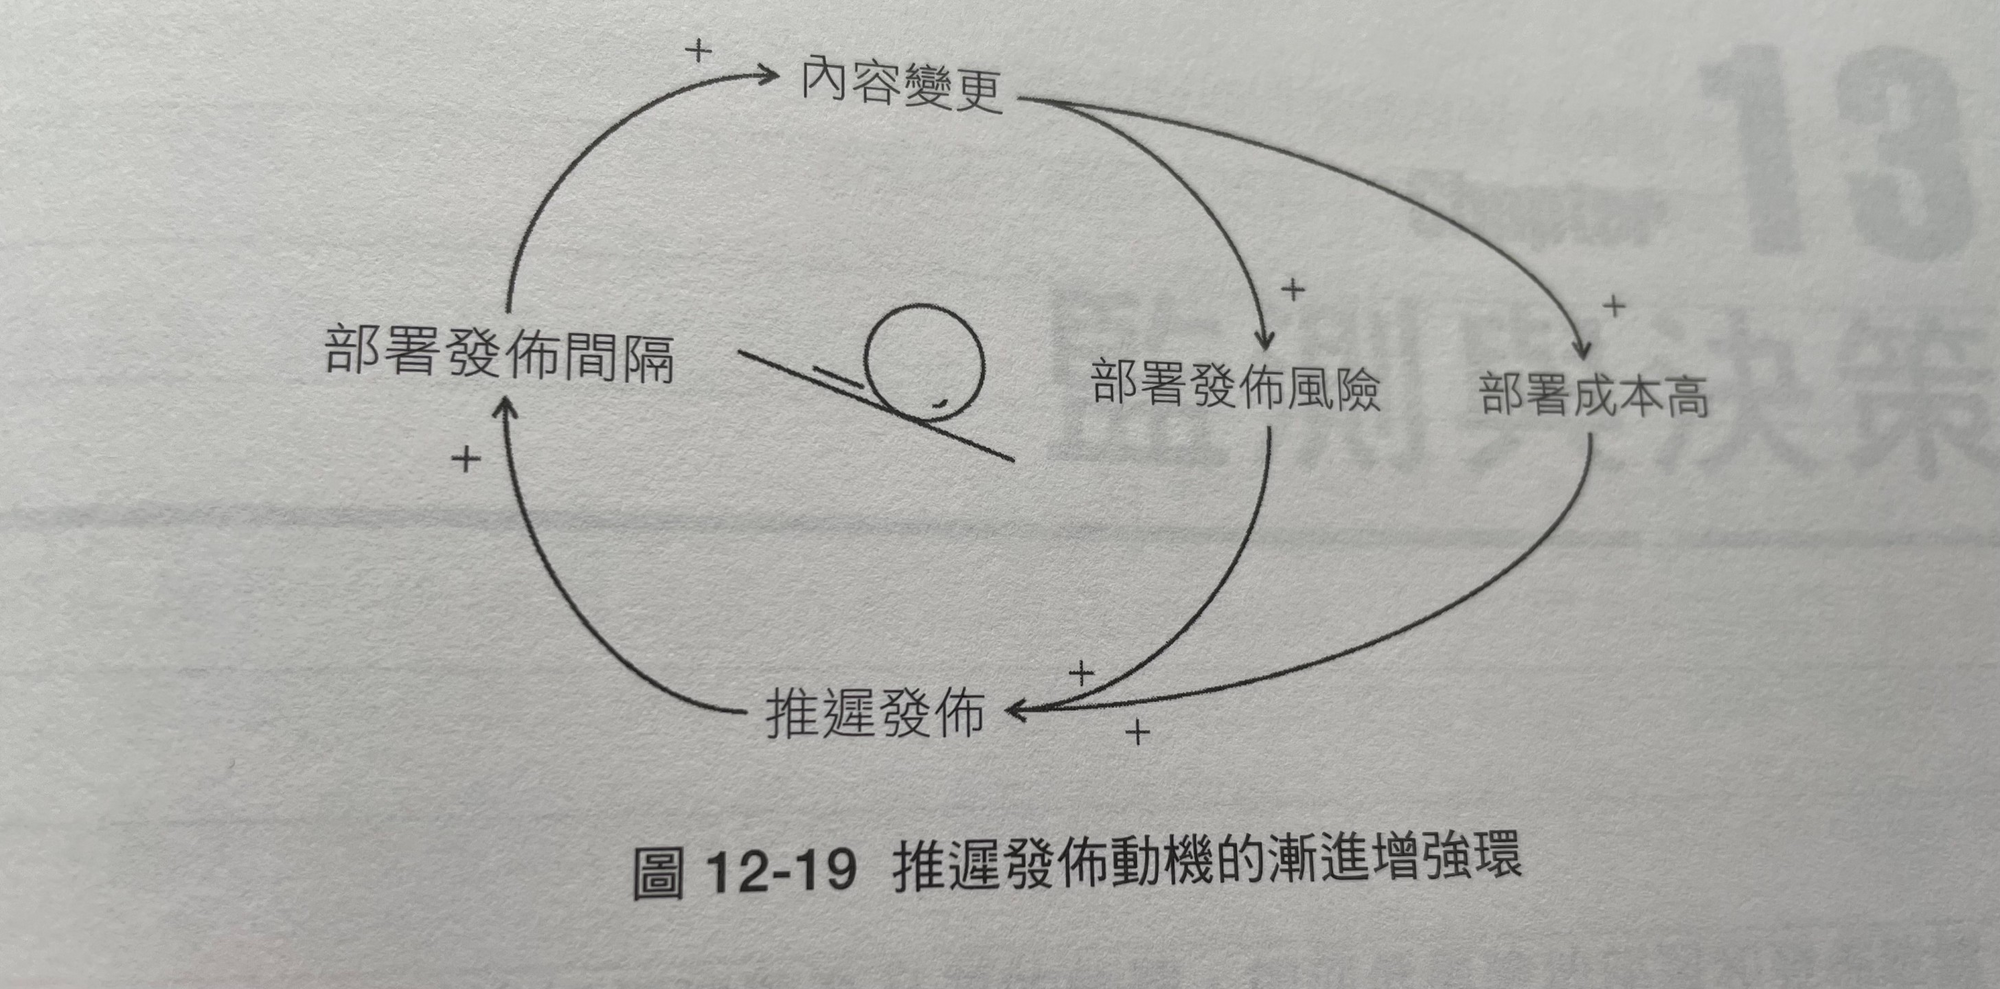 +
內容變更
+
+
部署發佈間隔
部署發佈風險
部署成本高
+
+
推遲發佈
+
圖 12-19 推遲發佈動機的漸進增強環